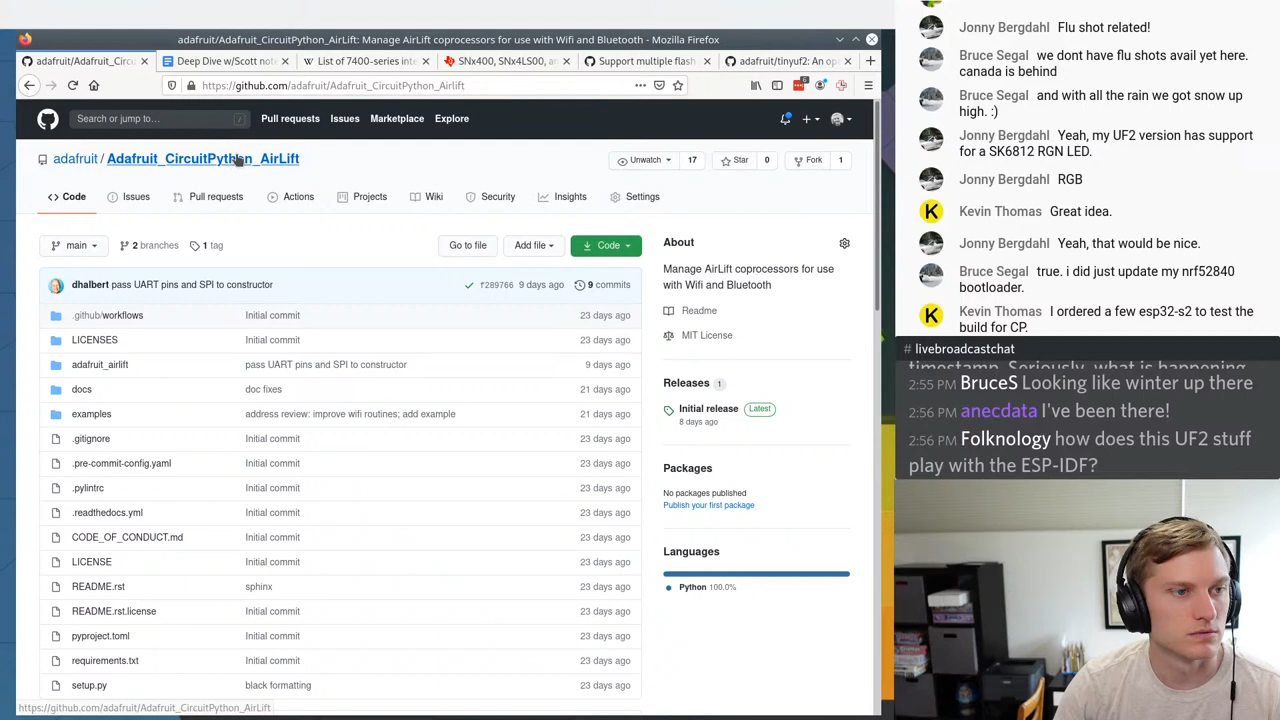 adafruit/Adafruit_CircuitPython_AirLift: Manage AirLift coprocessors for use with Wifi and Bluetooth - Mozilla Firefox
adafruit/Adafruit_Circu
Deep Dive w/Scott note
List of 7400-series inte
SNx400, SNx4LS00, an
Support multiple flash
adafruit/tinyuf2: An ope
https://github.com/adafruit/Adafruit_CircuitPython_Airlift
Search or jump to…
/
Pull requests
Issues
Marketplace
Explore
adafruit / Adafruit_CircuitPython_AirLift
Unwatch
17
Star
0
Fork
1
Code
Issues
Pull requests
Actions
Projects
Wiki
Security
Insights
Settings
main
2 branches
1 tag
Go to file
Add file
Code
dhalbert pass UART pins and SPI to constructor
f289766 9 days ago
9 commits
.github/workflows Initial commit 23 days ago
LICENSES Initial commit 23 days ago
adafruit_airlift pass UART pins and SPI to constructor 9 days ago
docs doc fixes 21 days ago
examples address review: improve wifi routines; add example 21 days ago
.gitignore Initial commit 23 days ago
.pre-commit-config.yaml Initial commit 23 days ago
.pylintrc Initial commit 23 days ago
.readthedocs.yml Initial commit 23 days ago
CODE_OF_CONDUCT.md Initial commit 23 days ago
LICENSE Initial commit 23 days ago
README.rst sphinx 23 days ago
README.rst.license Initial commit 23 days ago
pyproject.toml Initial commit 23 days ago
requirements.txt Initial commit 23 days ago
setup.py black formatting 23 days ago
https://github.com/adafruit/Adafruit_CircuitPython_AirLift
About
Manage AirLift coprocessors for use
with Wifi and Bluetooth
Readme
MIT License
Releases 1
Initial release Latest
8 days ago
Packages
No packages published
Publish your first package
Languages
Python 100.0%
Jonny Bergdahl Flu shot related!
Bruce Segal we dont have flu shots avail yet here.
canada is behind
Bruce Segal and with all the rain we got snow up
high. :)
Jonny Bergdahl Yeah, my UF2 version has support
for a SK6812 RGN LED.
Jonny Bergdahl RGB
K Kevin Thomas Great idea.
Jonny Bergdahl Yeah, that would be nice.
Bruce Segal true. i did just update my nrf52840
bootloader.
K Kevin Thomas I ordered a few esp32-s2 to test the
build for CP.
# livebroadcastchat
timestamp. Seriously, what is happening
2:55 PM BruceS Looking like winter up there
2:56 PM anecdata I've been there!
2:56 PM Folknology how does this UF2 stuff
play with the ESP-IDF?